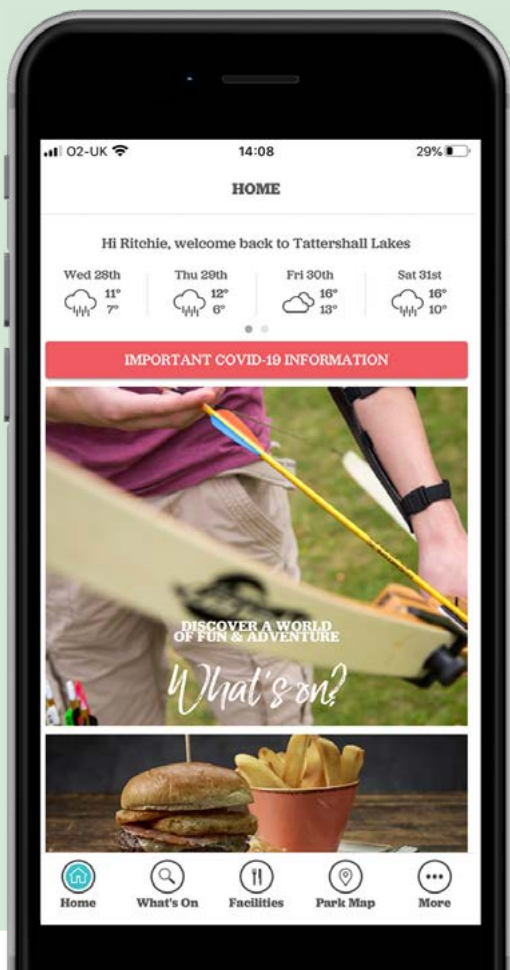 O2-UK 14:08 29%
HOME
Hi Ritchie, welcome back to Tattershall Lakes
Wed 28th Thu 29th Fri 30th Sat 31st
11° 12° 16° 16°
7° 6° 13° 10°
IMPORTANT COVID-19 INFORMATION
DISCOVER A WORLD
OF FUN & ADVENTURE
What's on?
Home What's On Facilities Park Map More